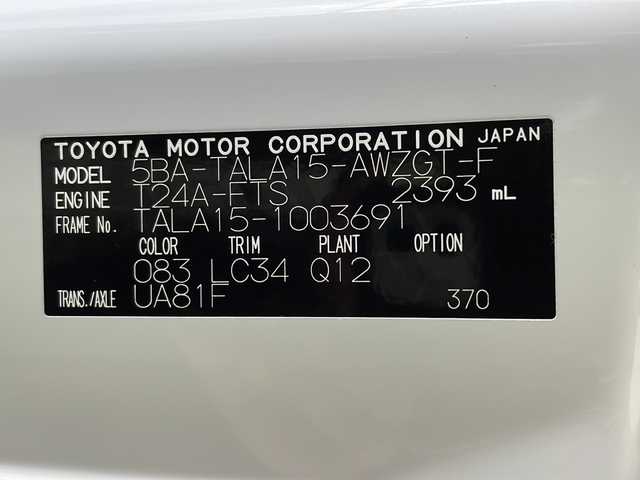 TOYOTA MOTOR CORPORATION JAPAN
MODEL 5BA-TALA15-AWZGT-F
ENGINE T24A-FTS 2393 mL
FRAME No. TALA15-1003691
COLOR TRIM PLANT OPTION
083 LC34 Q12
TRANS./AXLE UA81F 370